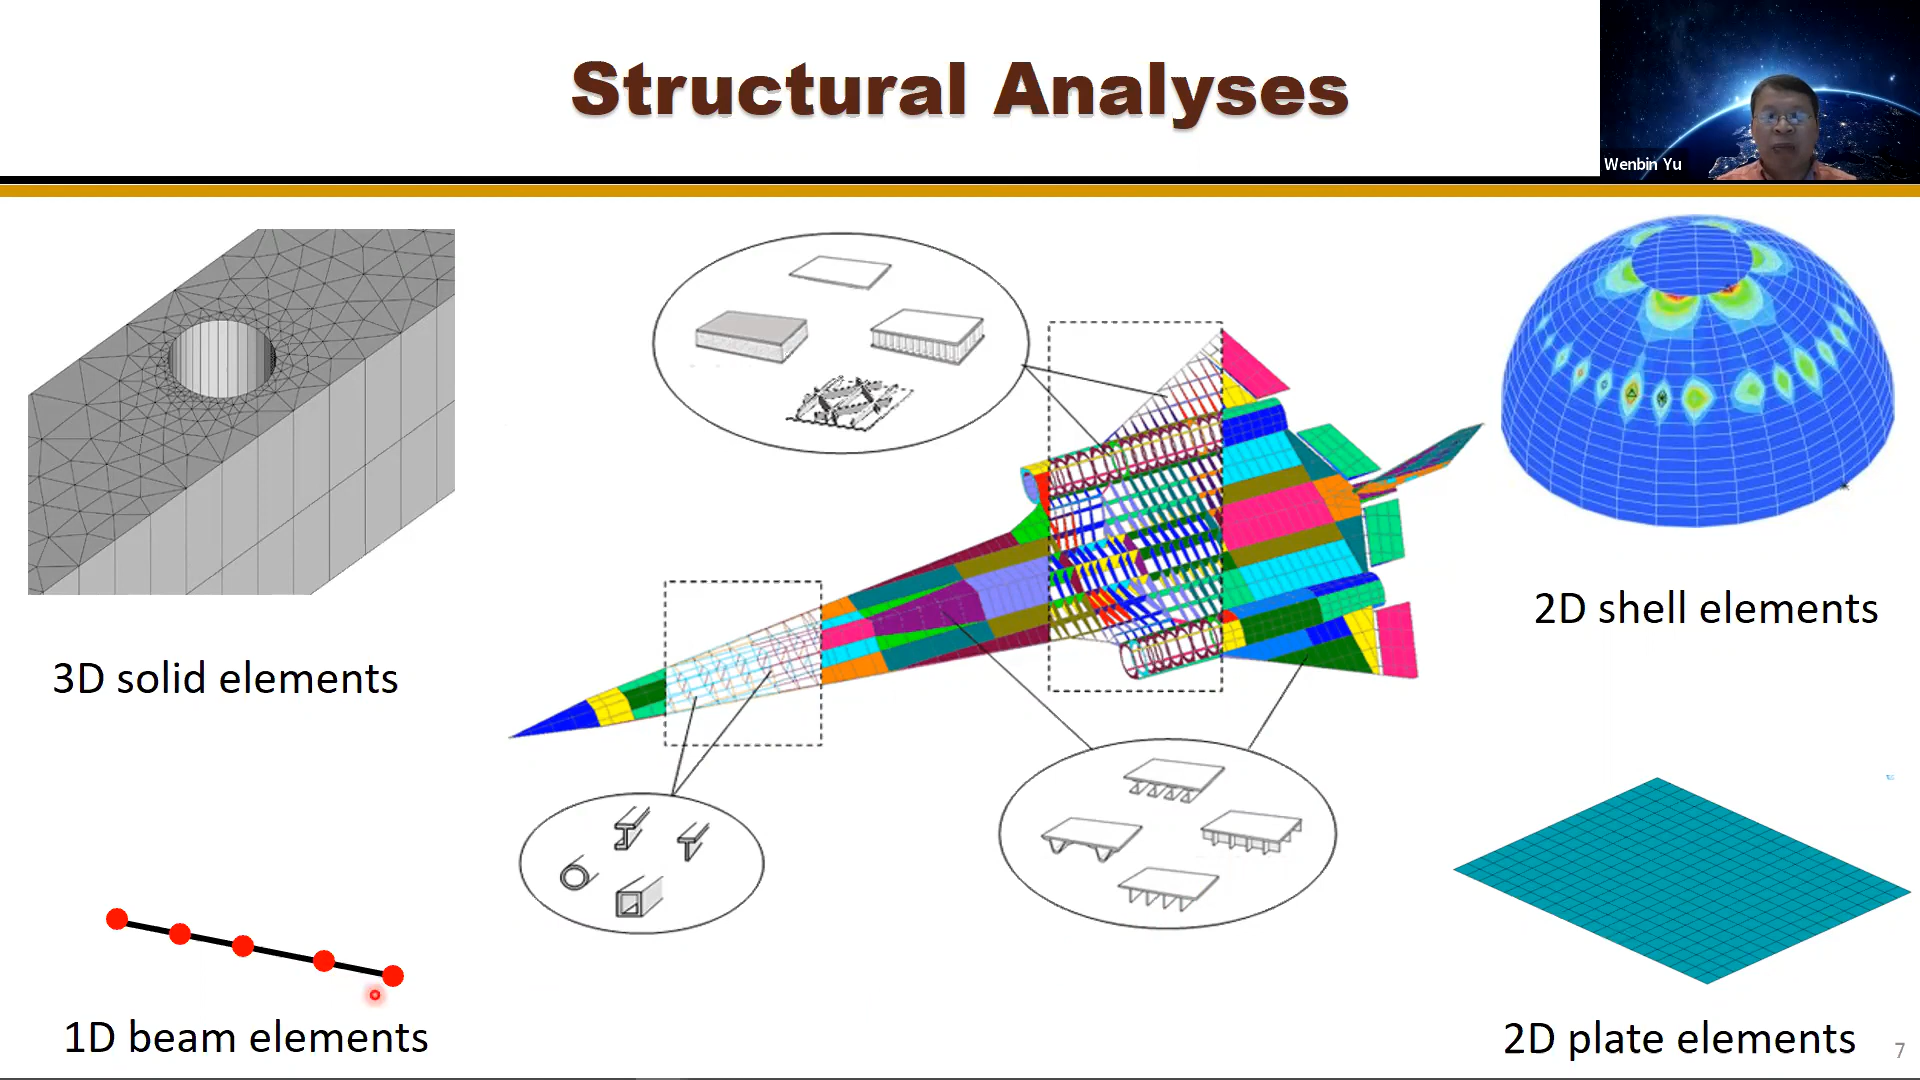 Structural Analyses
Wenbin Yu
3D solid elements
2D shell elements
1D beam elements
2D plate elements
7